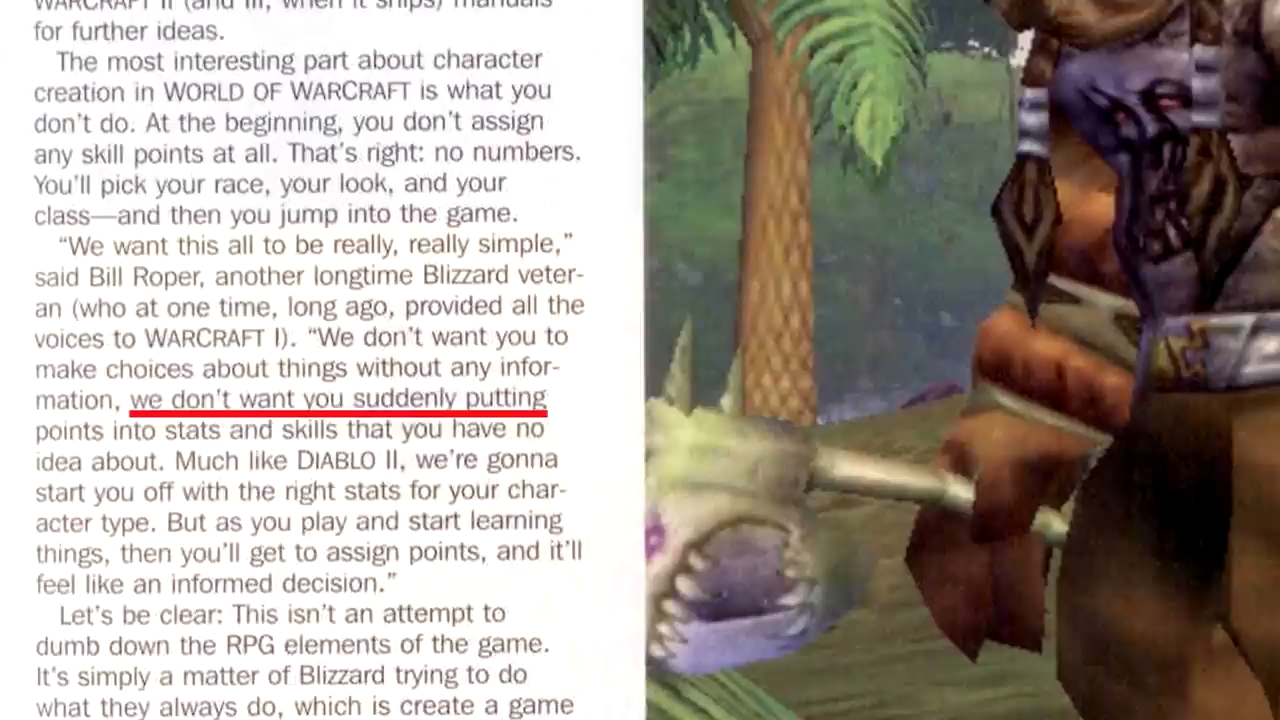 WARCRAFT II (and III, when it ships) manuals
for further ideas.
The most interesting part about character
creation in WORLD OF WARCRAFT is what you
don't do. At the beginning, you don't assign
any skill points at all. That's right: no numbers.
You'll pick your race, your look, and your
class—and then you jump into the game.
“We want this all to be really, really simple,”
said Bill Roper, another longtime Blizzard veter-
an (who at one time, long ago, provided all the
voices to WARCRAFT I). “We don't want you to
make choices about things without any infor-
mation, we don't want you suddenly putting
points into stats and skills that you have no
idea about. Much like DIABLO II, we're gonna
start you off with the right stats for your char-
acter type. But as you play and start learning
things, then you'll get to assign points, and it'll
feel like an informed decision.”
Let's be clear: This isn't an attempt to
dumb down the RPG elements of the game.
It's simply a matter of Blizzard trying to do
what they always do, which is create a game